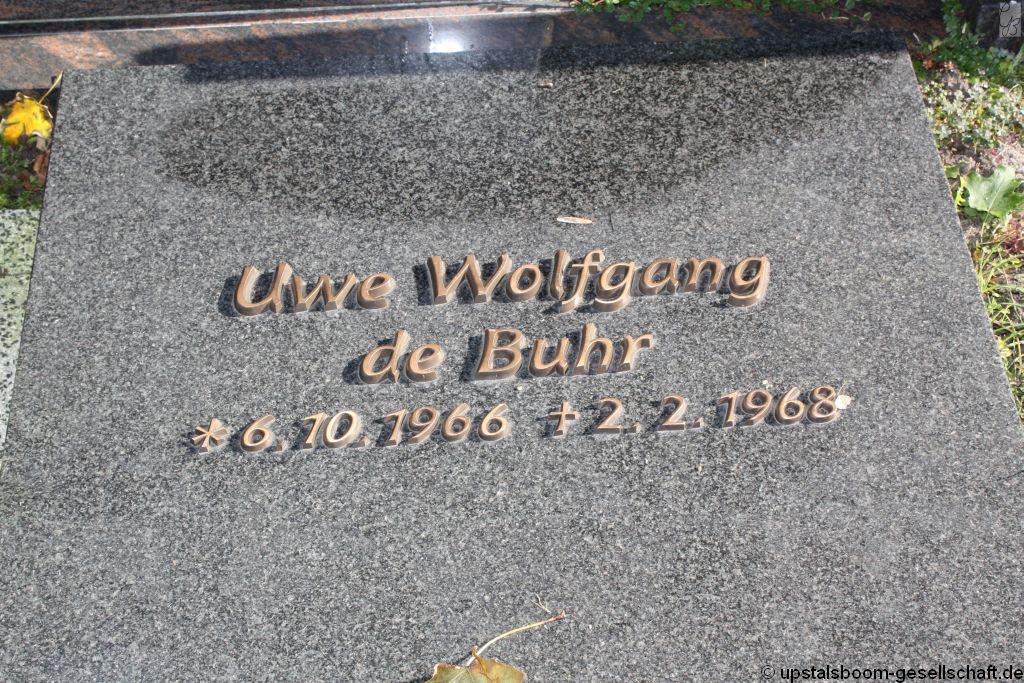 Uwe Wolfgang
de Buhr
* 6. 10. 1966 † 2. 2. 1968
© upstalsboom-gesellschaft.de